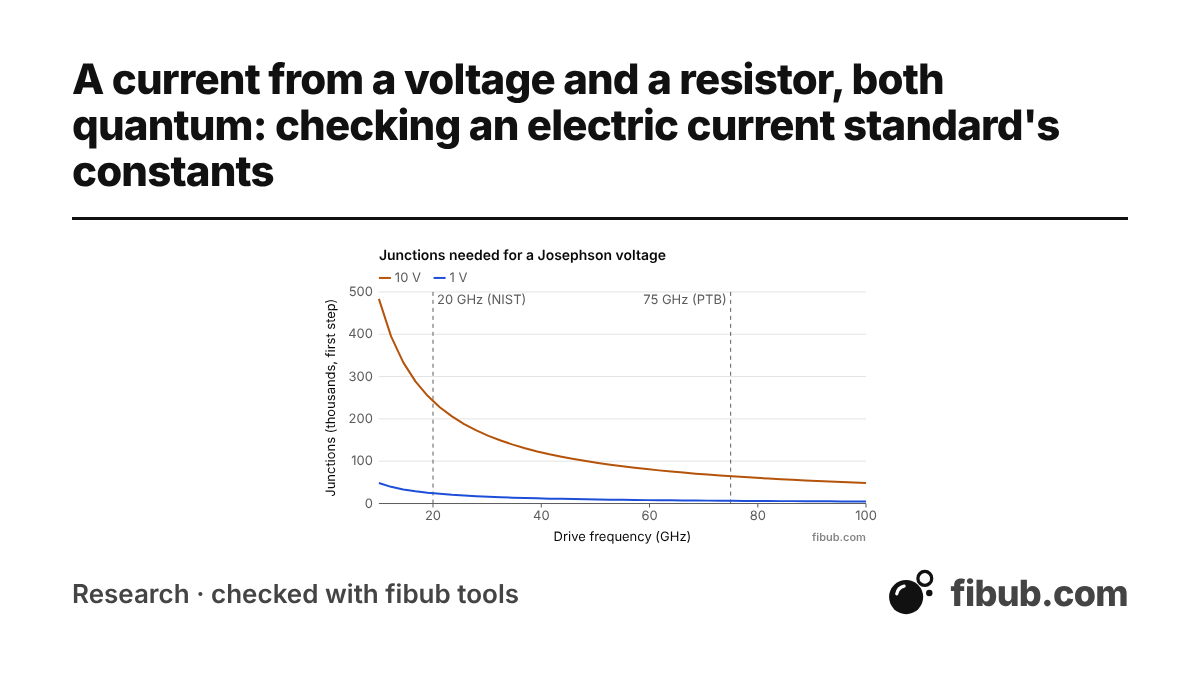 A current from a voltage and a resistor, both
quantum: checking an electric current standard's
constants
Junctions needed for a Josephson voltage
10 V
1 V
Junctions (thousands, first step)
500
400
300
200
100
0
20 GHz (NIST)
75 GHz (PTB)
20
40
60
80
100
Drive frequency (GHz)
fibub.com
Research · checked with fibub tools
fibub.com